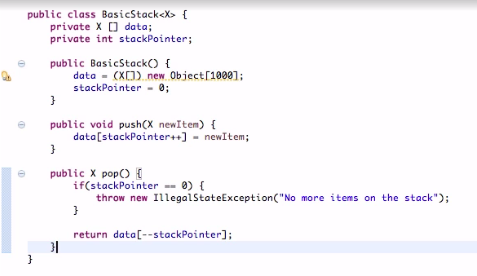 public class BasicStack<X> {
    private X [] data;
    private int stackPointer;

    public BasicStack() {
        data = (X[]) new Object[1000];
        stackPointer = 0;
    }

    public void push(X newItem) {
        data[stackPointer++] = newItem;
    }

    public X pop() {
        if(stackPointer == 0) {
            throw new IllegalStateException("No more items on the stack");
        }

        return data[--stackPointer];
    }
}